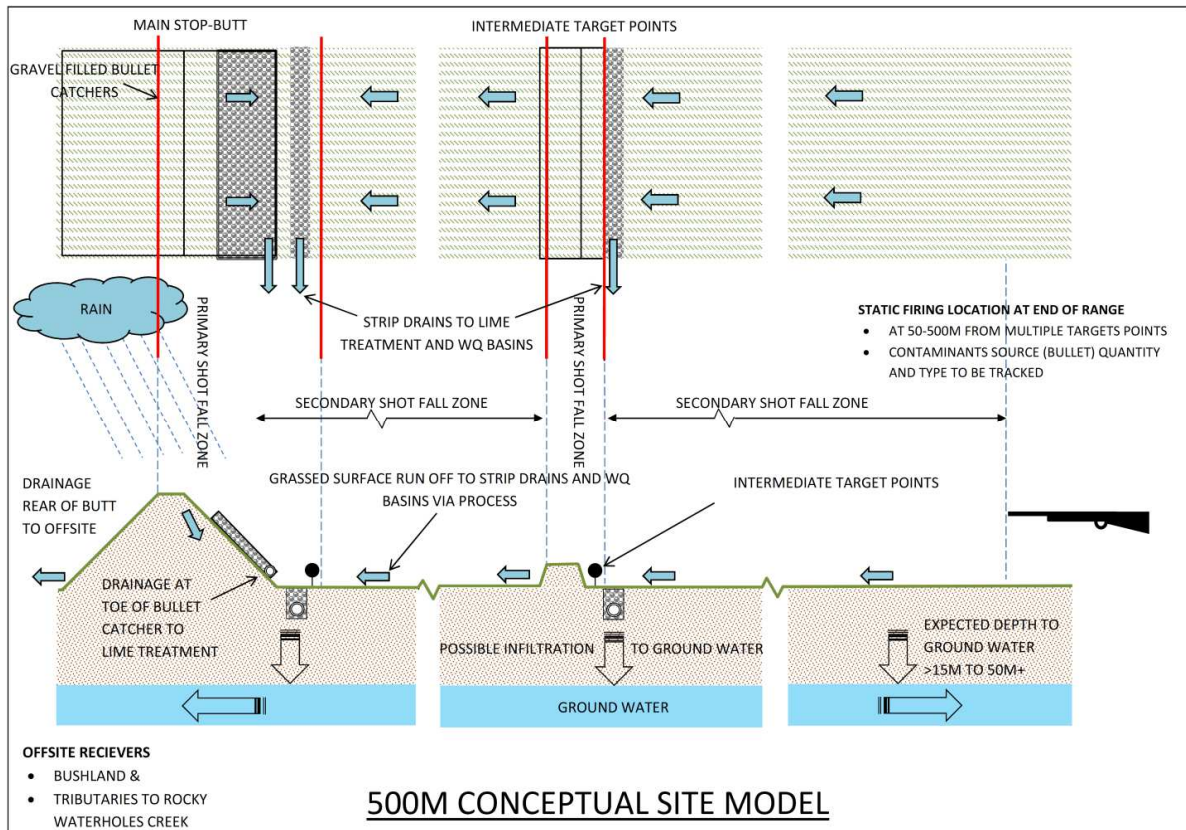 MAIN STOP-BUTT
INTERMEDIATE TARGET POINTS
GRAVEL FILLED BULLET
CATCHERS
RAIN
PRIMARY SHOT FALL
ZONE
STRIP DRAINS TO LIME
TREATMENT AND WQ BASINS
PRIMARY SHOT FALL
ZONE
STATIC FIRING LOCATION AT END OF RANGE
• AT 50-500M FROM MULTIPLE TARGETS POINTS
• CONTAMINANTS SOURCE (BULLET) QUANTITY
AND TYPE TO BE TRACKED
SECONDARY SHOT FALL ZONE
SECONDARY SHOT FALL ZONE
GRASSED SURFACE RUN OFF TO STRIP DRAINS AND WQ
BASINS VIA PROCESS
INTERMEDIATE TARGET POINTS
DRAINAGE
REAR OF BUTT
TO OFFSITE
DRAINAGE AT
TOE OF BULLET
CATCHER TO
LIME TREATMENT
POSSIBLE INFILTRATION TO GROUND WATER
EXPECTED DEPTH TO
GROUND WATER
>15M TO 50M+
GROUND WATER
OFFSITE RECIEVERS
• BUSHLAND &
• TRIBUTARIES TO ROCKY
WATERHOLES CREEK
500M CONCEPTUAL SITE MODEL